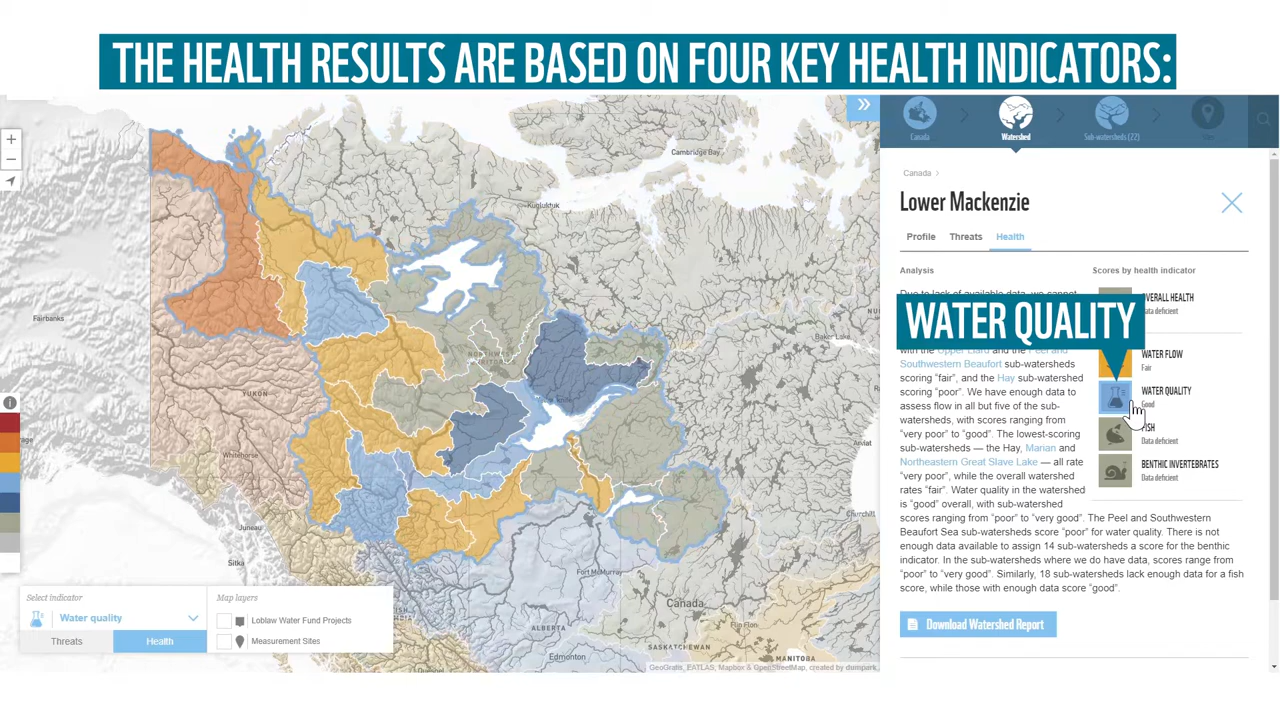 THE HEALTH RESULTS ARE BASED ON FOUR KEY HEALTH INDICATORS:
Canada
Watershed
Sub-watersheds (22)
Canada
Lower Mackenzie
Profile
Threats
Health
Analysis
Scores by health indicator
Due to lack of available data, we cannot
WATER QUALITY
with the Upper Liard and the Peel and
Southwestern Beaufort sub-watersheds
scoring “fair”, and the Hay sub-watershed
scoring “poor”. We have enough data to
assess flow in all but five of the sub-
watersheds, with scores ranging from
“very poor” to “good”. The lowest-scoring
sub-watersheds — the Hay, Marian and
Northeastern Great Slave Lake — all rate
“very poor”, while the overall watershed
rates “fair”. Water quality in the watershed
is “good” overall, with sub-watershed
scores ranging from “poor” to “very good”. The Peel and Southwestern
Beaufort Sea sub-watersheds score “poor” for water quality. There is not
enough data available to assign 14 sub-watersheds a score for the benthic
indicator. In the sub-watersheds where we do have data, scores range from
“poor” to “very good”. Similarly, 18 sub-watersheds lack enough data for a fish
score, while those with enough data score “good”.
OVERALL HEALTH
Data deficient
WATER FLOW
Fair
WATER QUALITY
Good
FISH
Data deficient
BENTHIC INVERTEBRATES
Data deficient
Download Watershed Report
Cambridge Bay
Kugluktuk
Fairbanks
Baker Lake
YUKON
Whitehorse
Arviat
Juneau
Churchill
Sitka
Fort McMurray
Canada
ALBERTA
Flin Flon
SASKATCHEWAN
Edmonton
MANITOBA
Select indicator
Water quality
Threats
Health
Map layers
Loblaw Water Fund Projects
Measurement Sites
GeoGratis, EATLAS, Mapbox & OpenStreetMap, created by dumpark